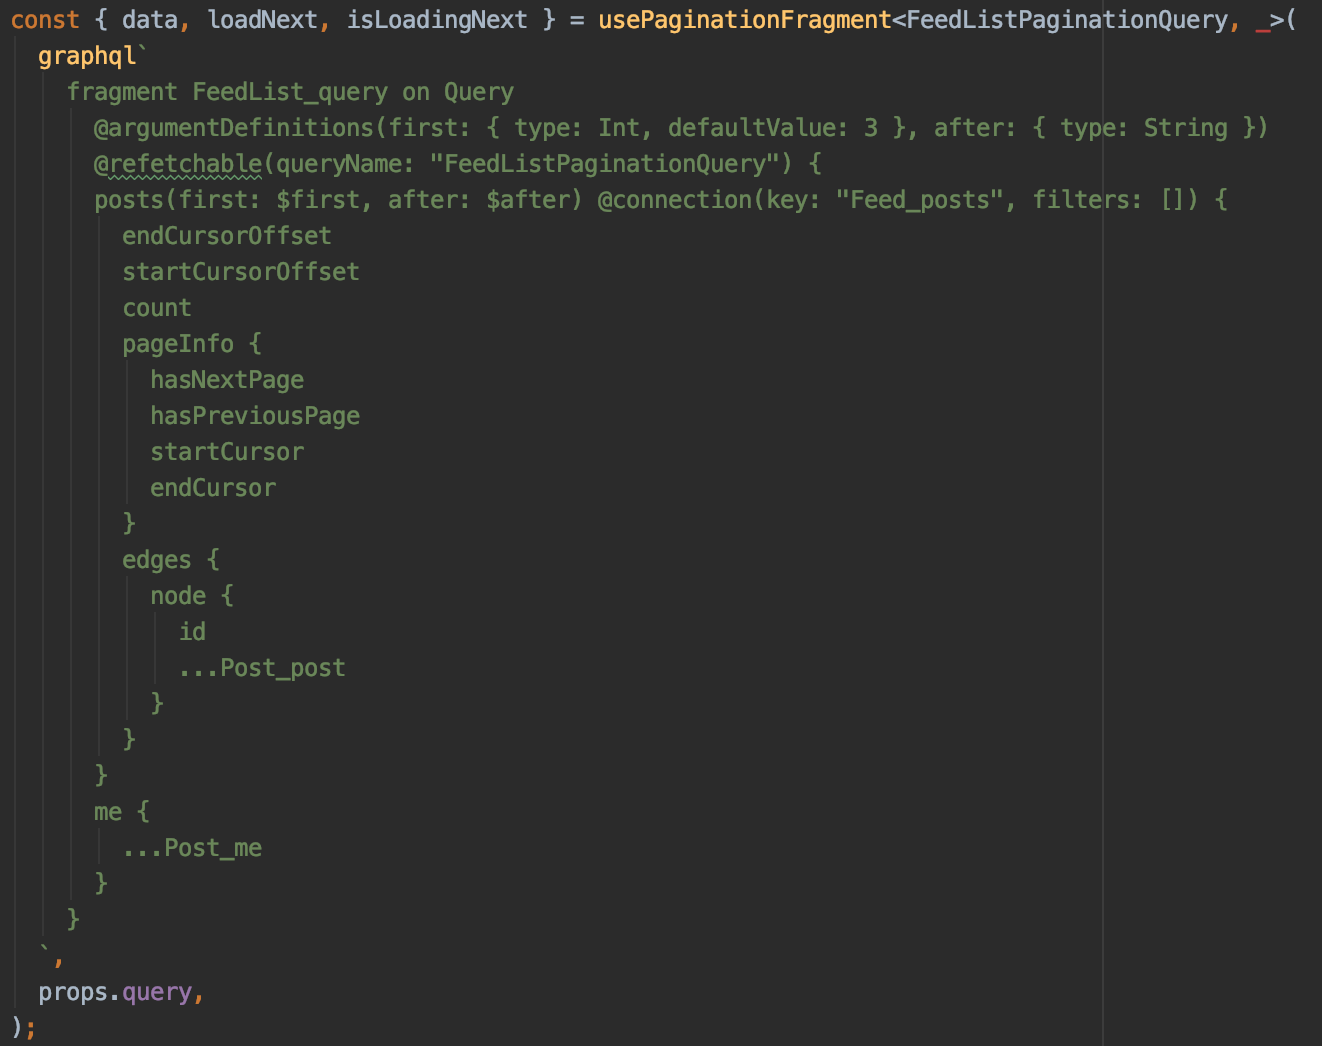 const { data, loadNext, isLoadingNext } = usePaginationFragment<FeedListPaginationQuery, _>(
graphql`
fragment FeedList_query on Query
@argumentDefinitions(first: { type: Int, defaultValue: 3 }, after: { type: String })
@refetchable(queryName: "FeedListPaginationQuery") {
posts(first: $first, after: $after) @connection(key: "Feed_posts", filters: []) {
endCursorOffset
startCursorOffset
count
pageInfo {
hasNextPage
hasPreviousPage
startCursor
endCursor
}
edges {
node {
id
...Post_post
}
}
}
me {
...Post_me
}
}
`,
props.query,
);